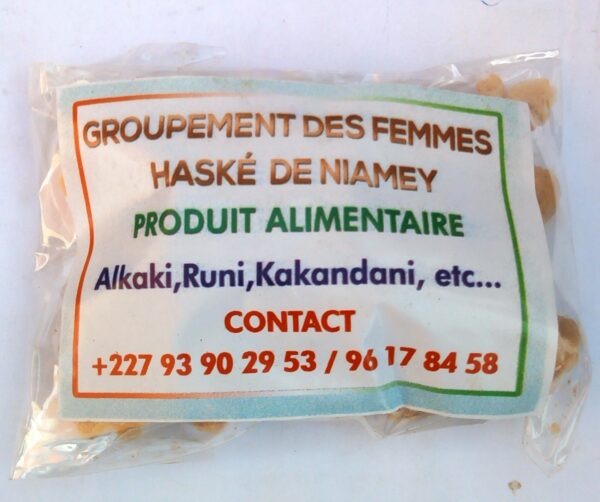 GROUPEMENT DES FEMMES
HASKÉ DE NIAMEY
PRODUIT ALIMENTAIRE
Alkaki,Runi,Kakandani, etc...
CONTACT
+227 93 90 29 53 / 96 17 84 58